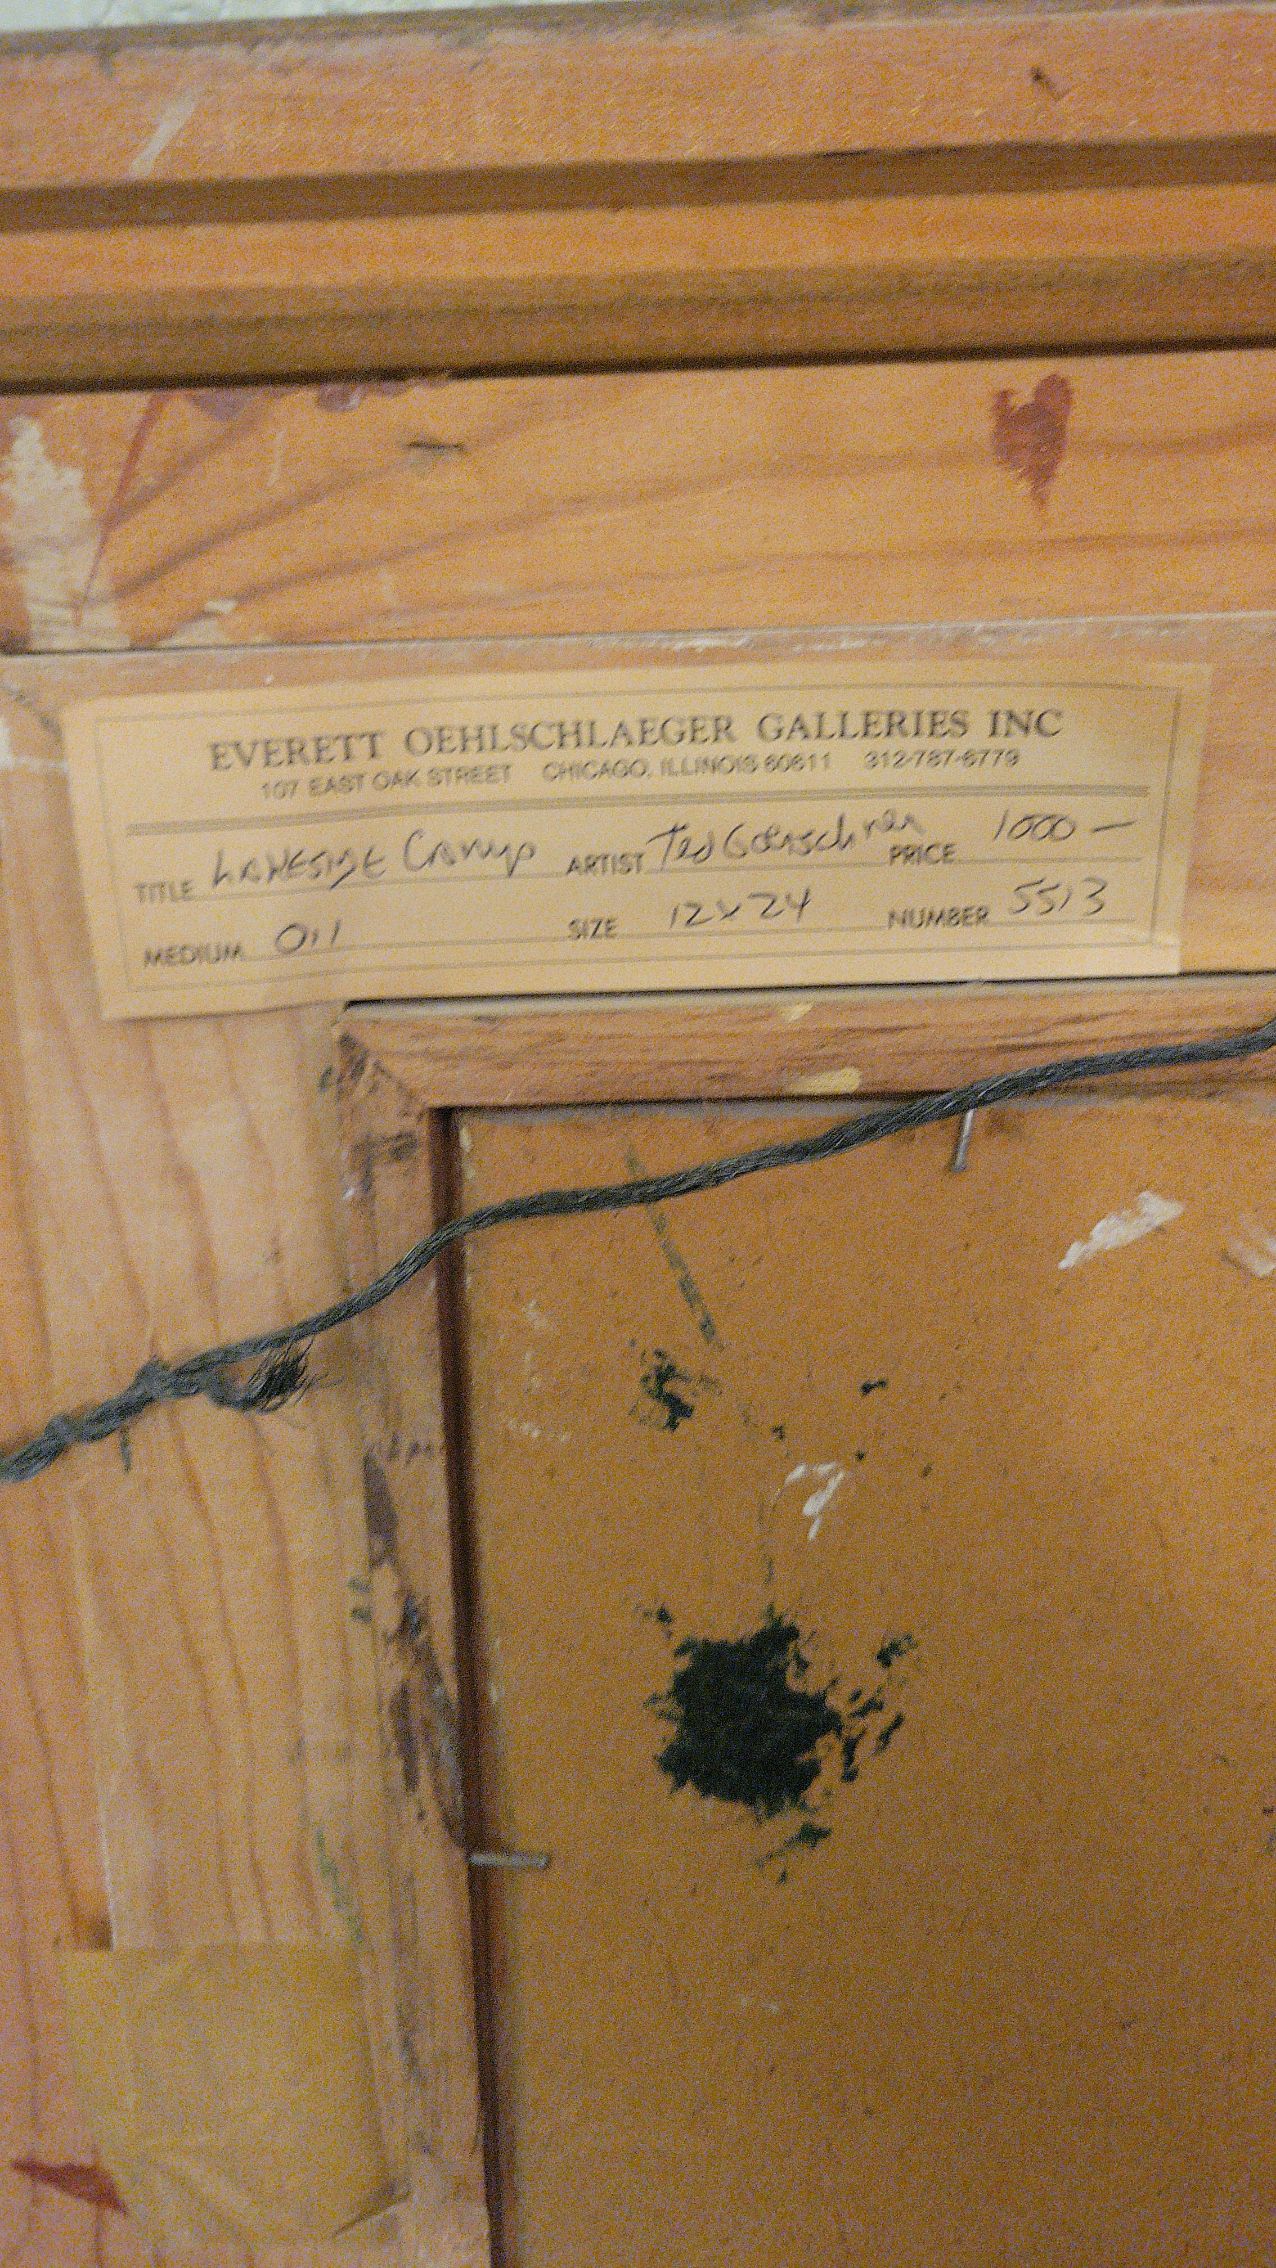 EVERETT OEHLSCHLAEGER GALLERIES INC
107 EAST OAK STREET CHICAGO, ILLINOIS 60611 312-787-6779
TITLE LAKESIDE Camp ARTIST Ted Goerschner PRICE 1000 —
MEDIUM Oil SIZE 12x24 NUMBER 5513